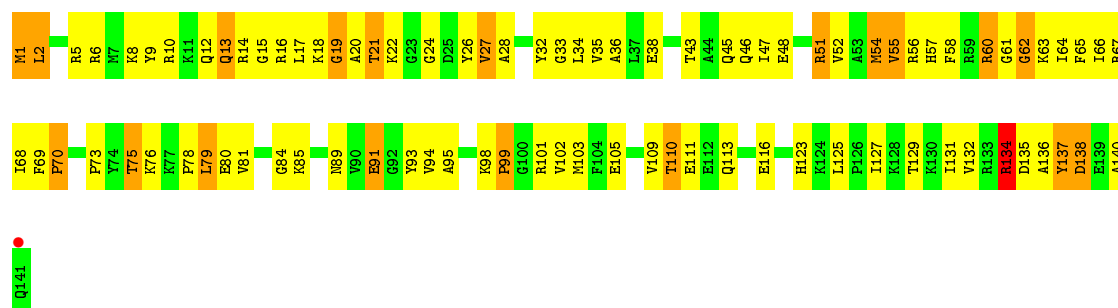 M1 L2 R5 R6 M7 K8 Y9 R10 K11 Q12 Q13 R14 G15 R16 L17 K18 G19 A20 T21 K22 G23 G24 D25 Y26 V27 A28 Y32 G33 L34 V35 A36 L37 E38 T43 A44 Q45 Q46 I47 E48 R51 V52 A53 M54 V55 R56 H57 F58 R59 R60 G61 G62 K63 I64 F65 I66 R67
I68 F69 P70 P73 Y74 T75 K76 K77 P78 L79 E80 V81 G84 K85 N89 V90 E91 G92 Y93 V94 A95 K98 P99 G100 R101 V102 M103 F104 E105 V109 T110 E111 E112 Q113 E116 H123 K124 L125 P126 I127 K128 T129 K130 I131 V132 R133 R134 D135 A136 Y137 D138 E139 A140
Q141